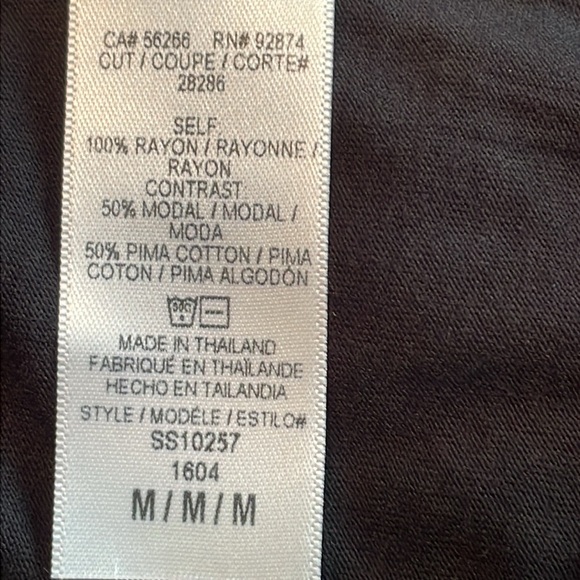 CA# 56266 RN# 92874
CUT / COUPE / CORTE#
28286
SELF
100% RAYON / RAYONNE /
RAYON
CONTRAST
50% MODAL / MODAL /
MODA
50% PIMA COTTON / PIMA
COTON / PIMA ALGODÓN
MADE IN THAILAND
FABRIQUÉ EN THAÏLANDE
HECHO EN TAILANDIA
STYLE / MODÈLE / ESTILO#
SS10257
1604
M / M / M